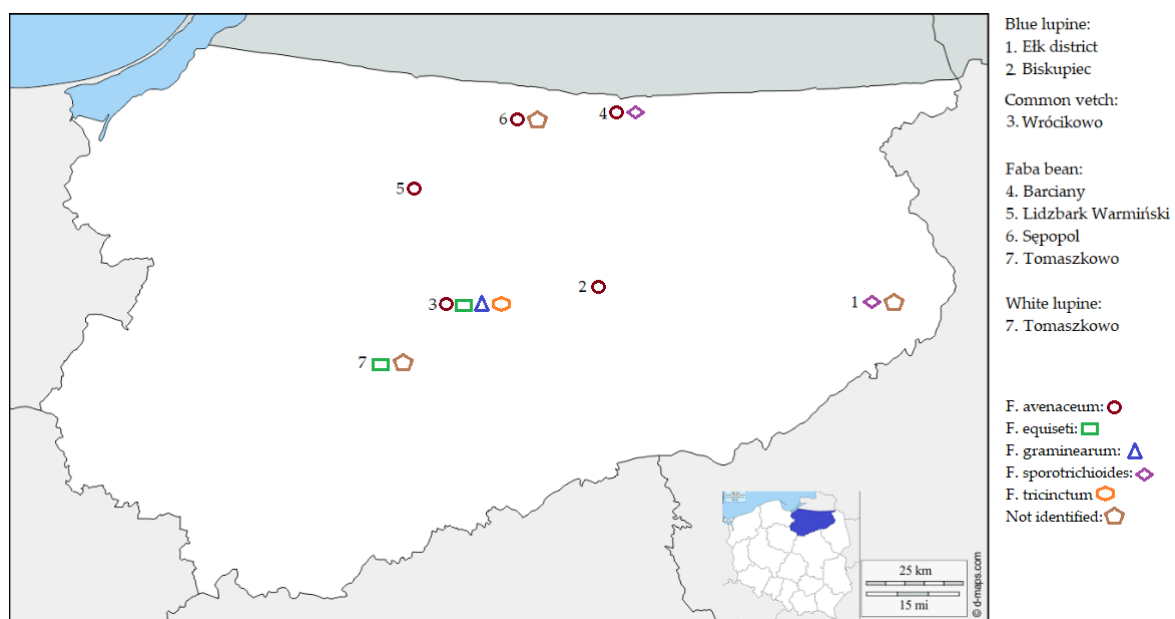 Blue lupine:
1. Ełk district
2. Biskupiec
Common vetch:
3. Wrócikowo
Faba bean:
4. Barciany
5. Lidzbark Warmiński
6. Sępopol
7. Tomaszkowo
White lupine:
7. Tomaszkowo
F. avenaceum:
F. equiseti:
F. graminearum:
F. sporotrichioides:
F. tricinctum
Not identified:
6
4
5
2
3
1
7
25 km
15 mi
© d-maps.com